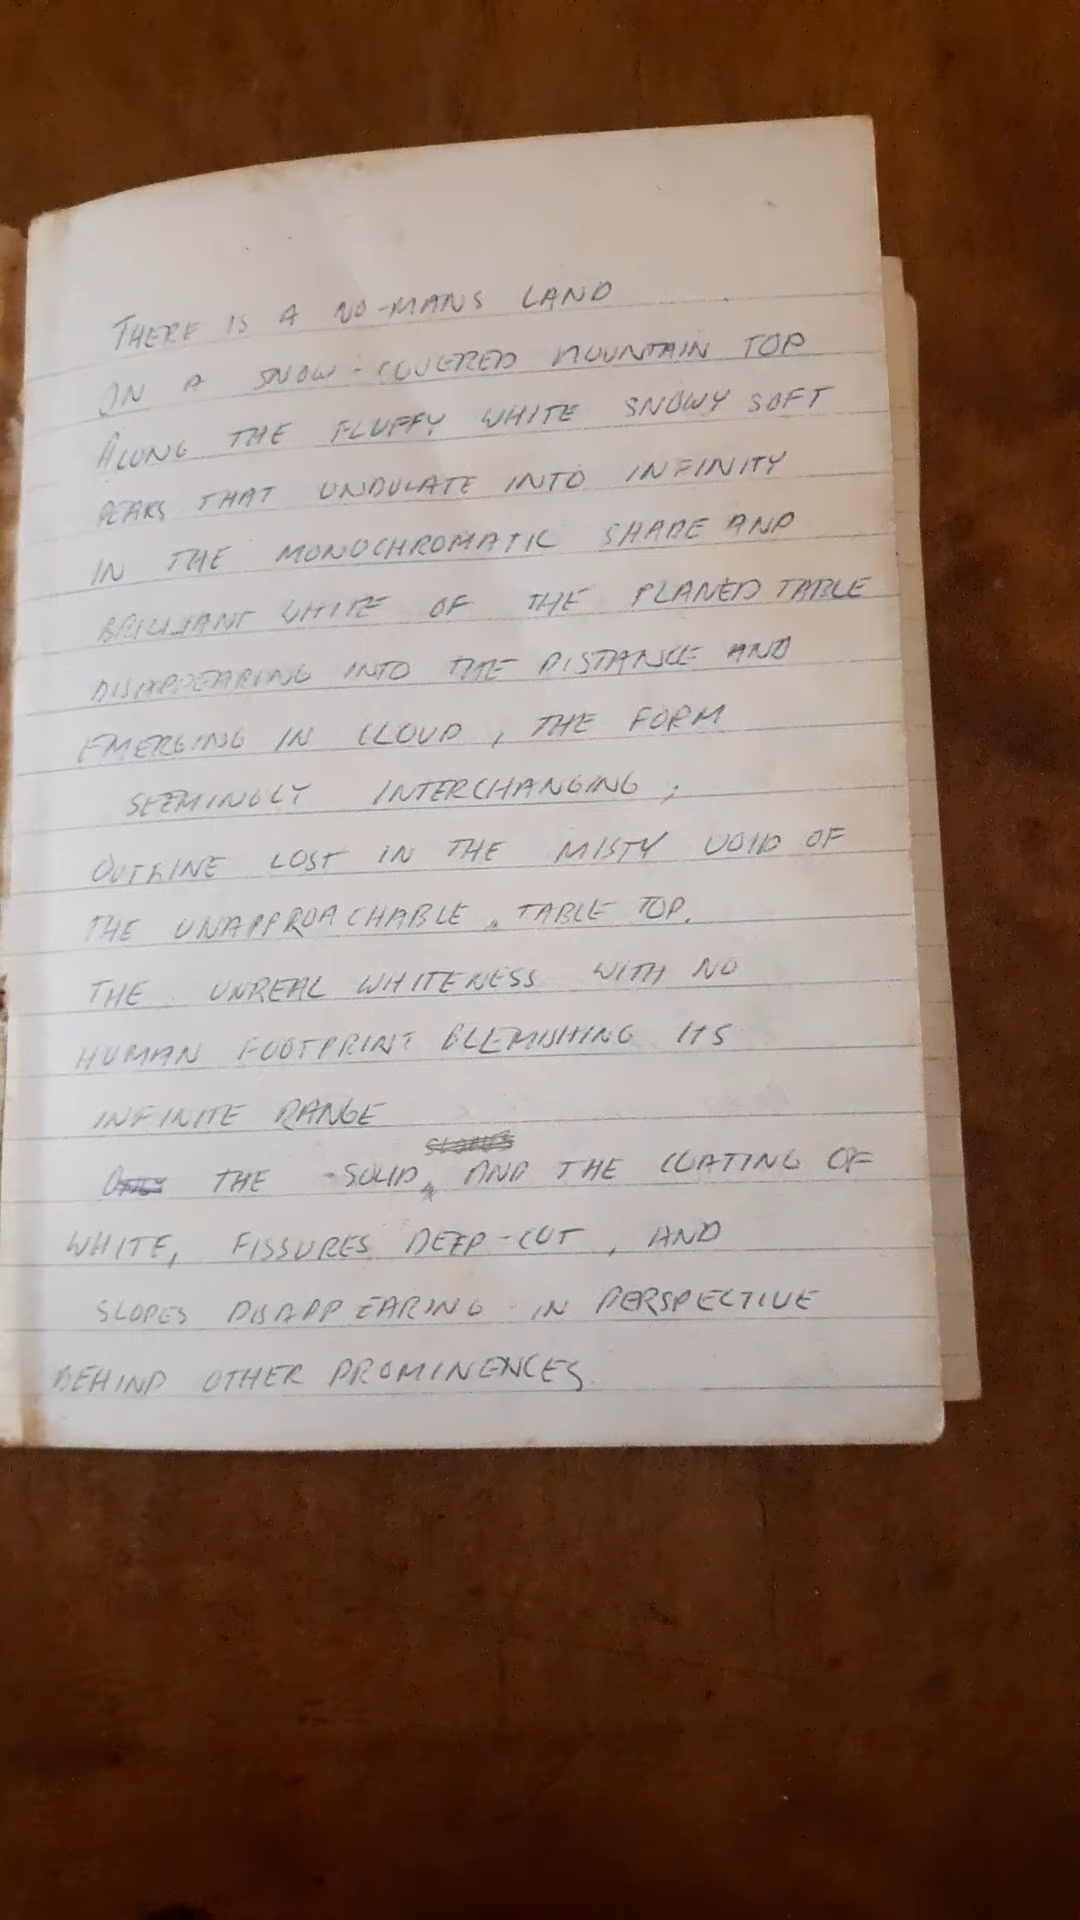 THERE IS A NO-MANS LAND
ON A SNOW-COVERED MOUNTAIN TOP
ALONG THE FLUFFY WHITE SNOWY SOFT
PEAKS THAT UNDULATE INTO INFINITY
IN THE MONOCHROMATIC SHADE AND
BRILLIANT WHITE OF THE PLANED TABLE
DISAPPEARING INTO THE DISTANCE AND
EMERGING IN CLOUD, THE FORM
SEEMINGLY INTERCHANGING;
OUTLINE LOST IN THE MISTY VOID OF
THE UNAPPROACHABLE. TABLE TOP.
THE UNREAL WHITENESS WITH NO
HUMAN FOOTPRINT BLEMISHING ITS
INFINITE RANGE
SLOPES
ONLY THE -SOLID AND THE COATING OF
WHITE, FISSURES DEEP-CUT, AND
SLOPES DISAPPEARING IN PERSPECTIVE
BEHIND OTHER PROMINENCES